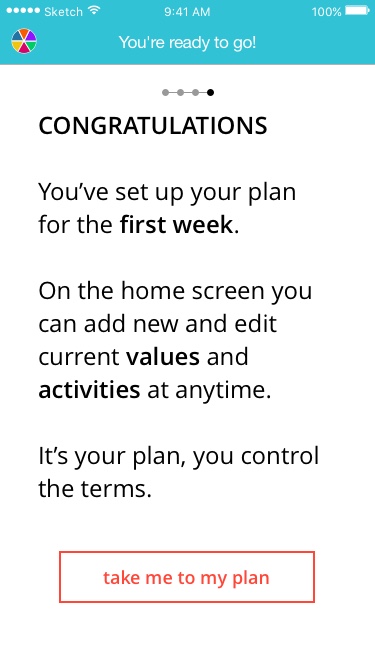 Sketch 9:41 AM 100%
You're ready to go!
CONGRATULATIONS
You’ve set up your plan
for the first week.
On the home screen you
can add new and edit
current values and
activities at anytime.
It’s your plan, you control
the terms.
take me to my plan